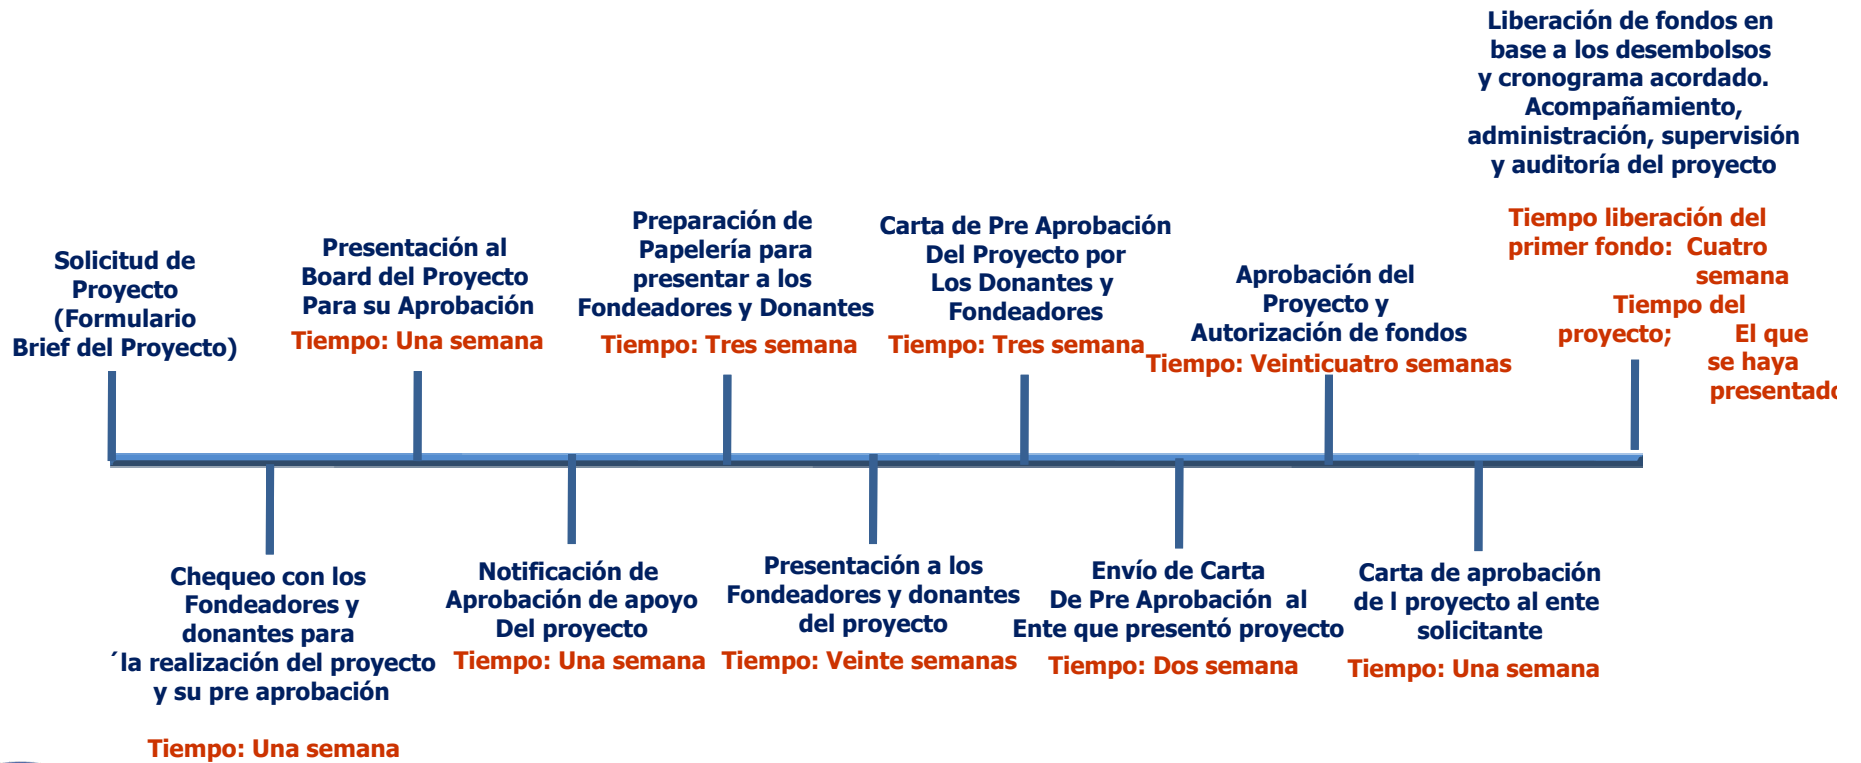 Solicitud de
Proyecto
(Formulario
Brief del Proyecto)
Chequeo con los
Fondeadores y
donantes para
´la realización del proyecto
y su pre aprobación
Tiempo: Una semana
Presentación al
Board del Proyecto
Para su Aprobación
Tiempo: Una semana
Notificación de
Aprobación de apoyo
Del proyecto
Tiempo: Una semana
Preparación de
Papelería para
presentar a los
Fondeadores y Donantes
Tiempo: Tres semana
Presentación a los
Fondeadores y donantes
del proyecto
Tiempo: Veinte semanas
Carta de Pre Aprobación
Del Proyecto por
Los Donantes y
Fondeadores
Tiempo: Tres semana
Envío de Carta
De Pre Aprobación al
Ente que presentó proyecto
Tiempo: Dos semana
Aprobación del
Proyecto y
Autorización de fondos
Tiempo: Veinticuatro semanas
Carta de aprobación
de l proyecto al ente
solicitante
Tiempo: Una semana
Liberación de fondos en
base a los desembolsos
y cronograma acordado.
Acompañamiento,
administración, supervisión
y auditoría del proyecto
Tiempo liberación del
primer fondo: Cuatro
semana
Tiempo del
proyecto; El que
se haya
presentado